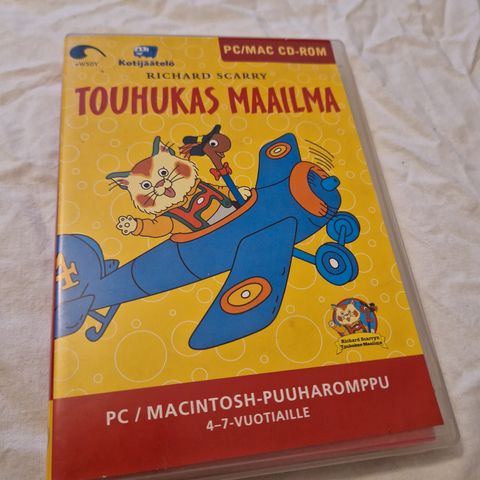 PC/MAC CD-ROM
WSOY
Kotijäätelö
RICHARD SCARRY
TOUHUKAS MAAILMA
4
Richard Scarryn
Touhukas Maailma
PC / MACINTOSH-PUUHAROMPPU
4–7-VUOTIAILLE